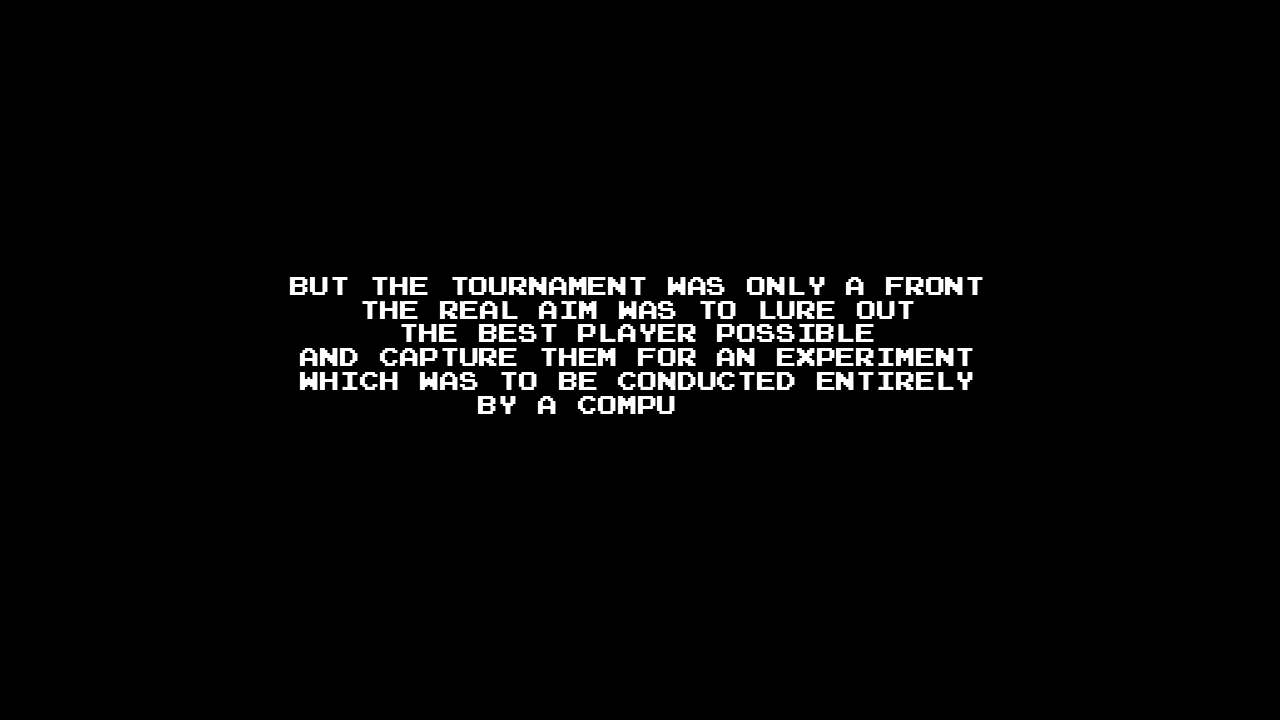 BUT THE TOURNAMENT WAS ONLY A FRONT
THE REAL AIM WAS TO LURE OUT
THE BEST PLAYER POSSIBLE
AND CAPTURE THEM FOR AN EXPERIMENT
WHICH WAS TO BE CONDUCTED ENTIRELY
BY A COMPU